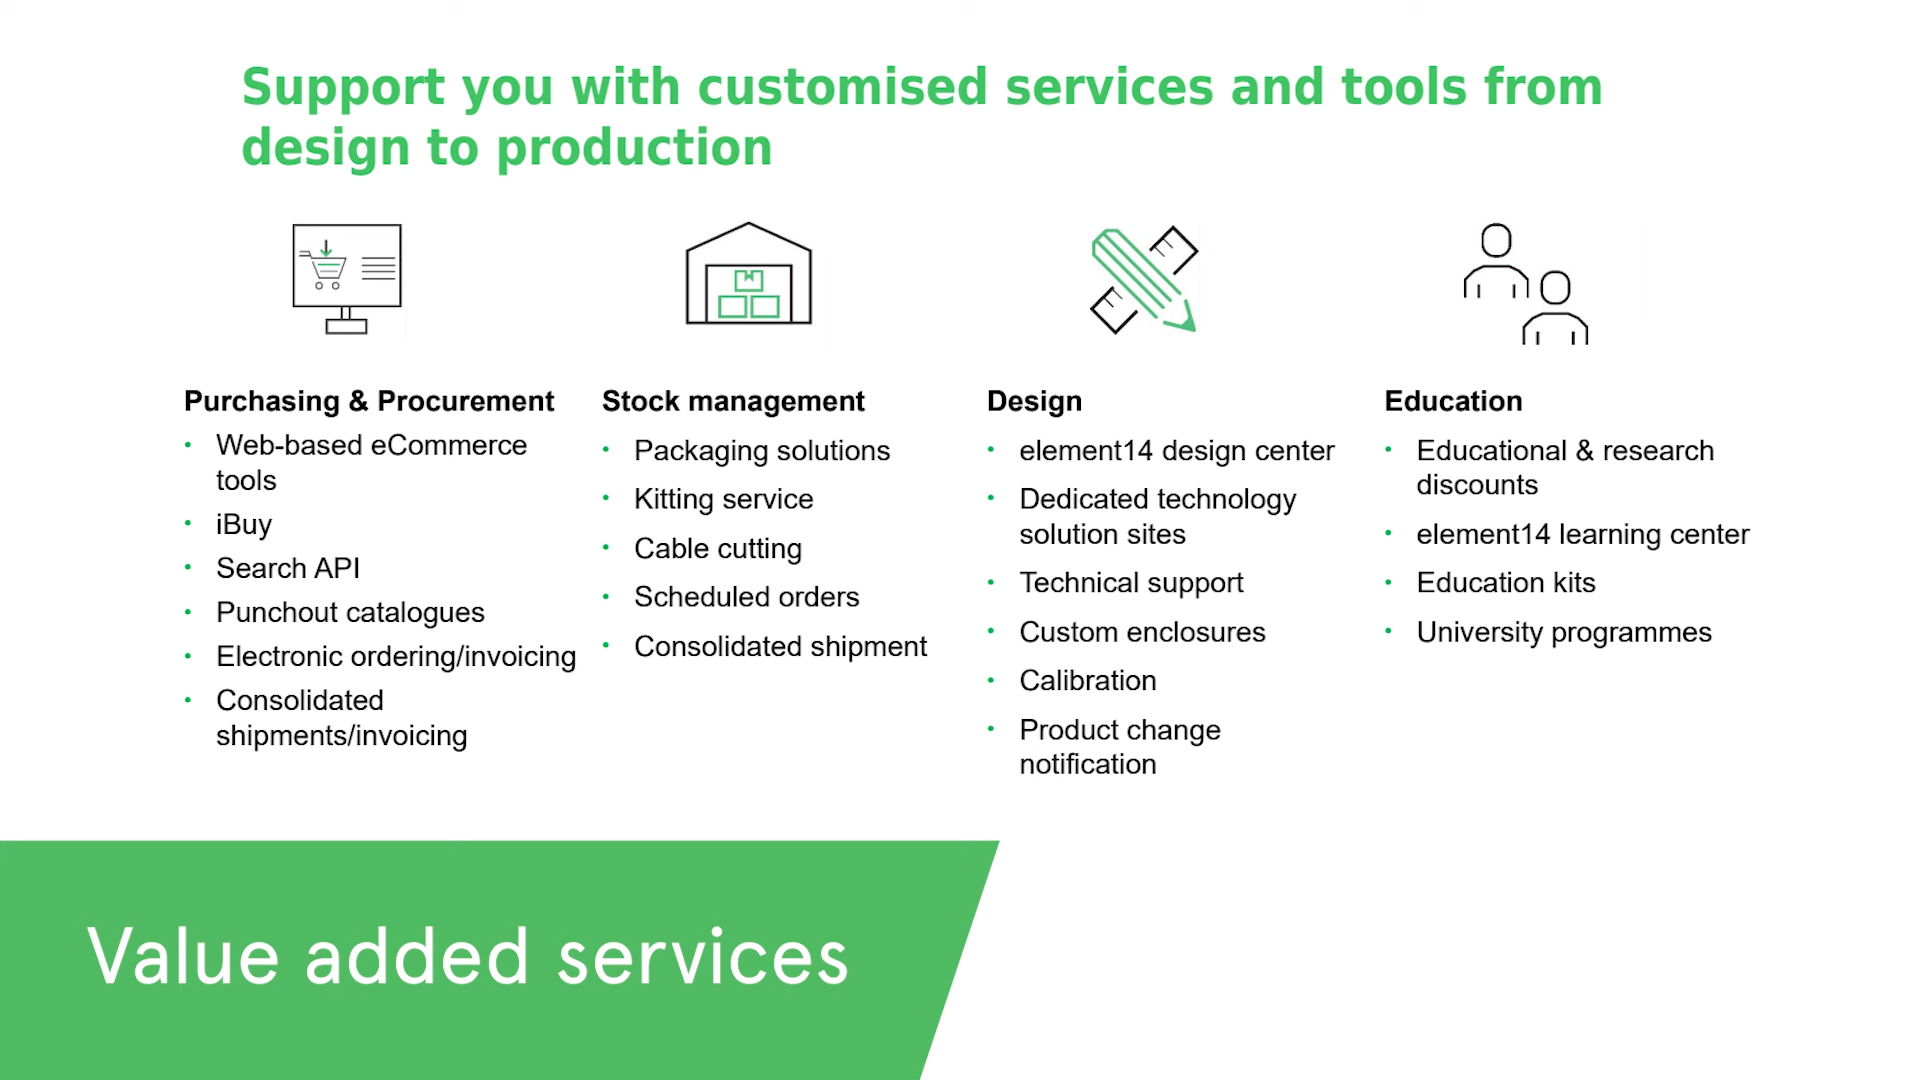 Support you with customised services and tools from
design to production
Purchasing & Procurement
Web-based eCommerce
tools
iBuy
Search API
Punchout catalogues
Electronic ordering/invoicing
Consolidated
shipments/invoicing
Stock management
Packaging solutions
Kitting service
Cable cutting
Scheduled orders
Consolidated shipment
Design
element14 design center
Dedicated technology
solution sites
Technical support
Custom enclosures
Calibration
Product change
notification
Education
Educational & research
discounts
element14 learning center
Education kits
University programmes
Value added services